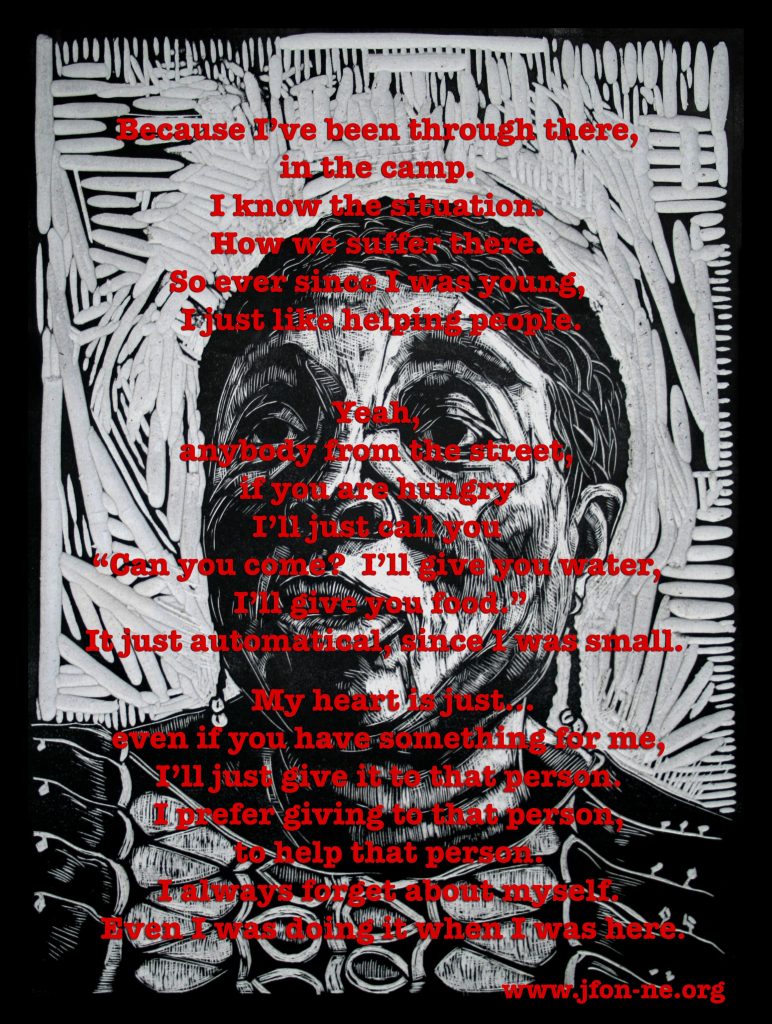 Because I've been through there,
in the camp.
I know the situation.
How we suffer there.
So ever since I was young,
I just like helping people.
Yeah,
anybody from the street,
if you are hungry
I'll just call you
“Can you come?  I'll give you water,
I'll give you food.”
It just automatical, since I was small.
My heart is just...
even if you have something for me,
I'll just give it to that person.
I prefer giving to that person,
to help that person.
I always forget about myself.
Even I was doing it when I was here.
www.jfon-ne.org